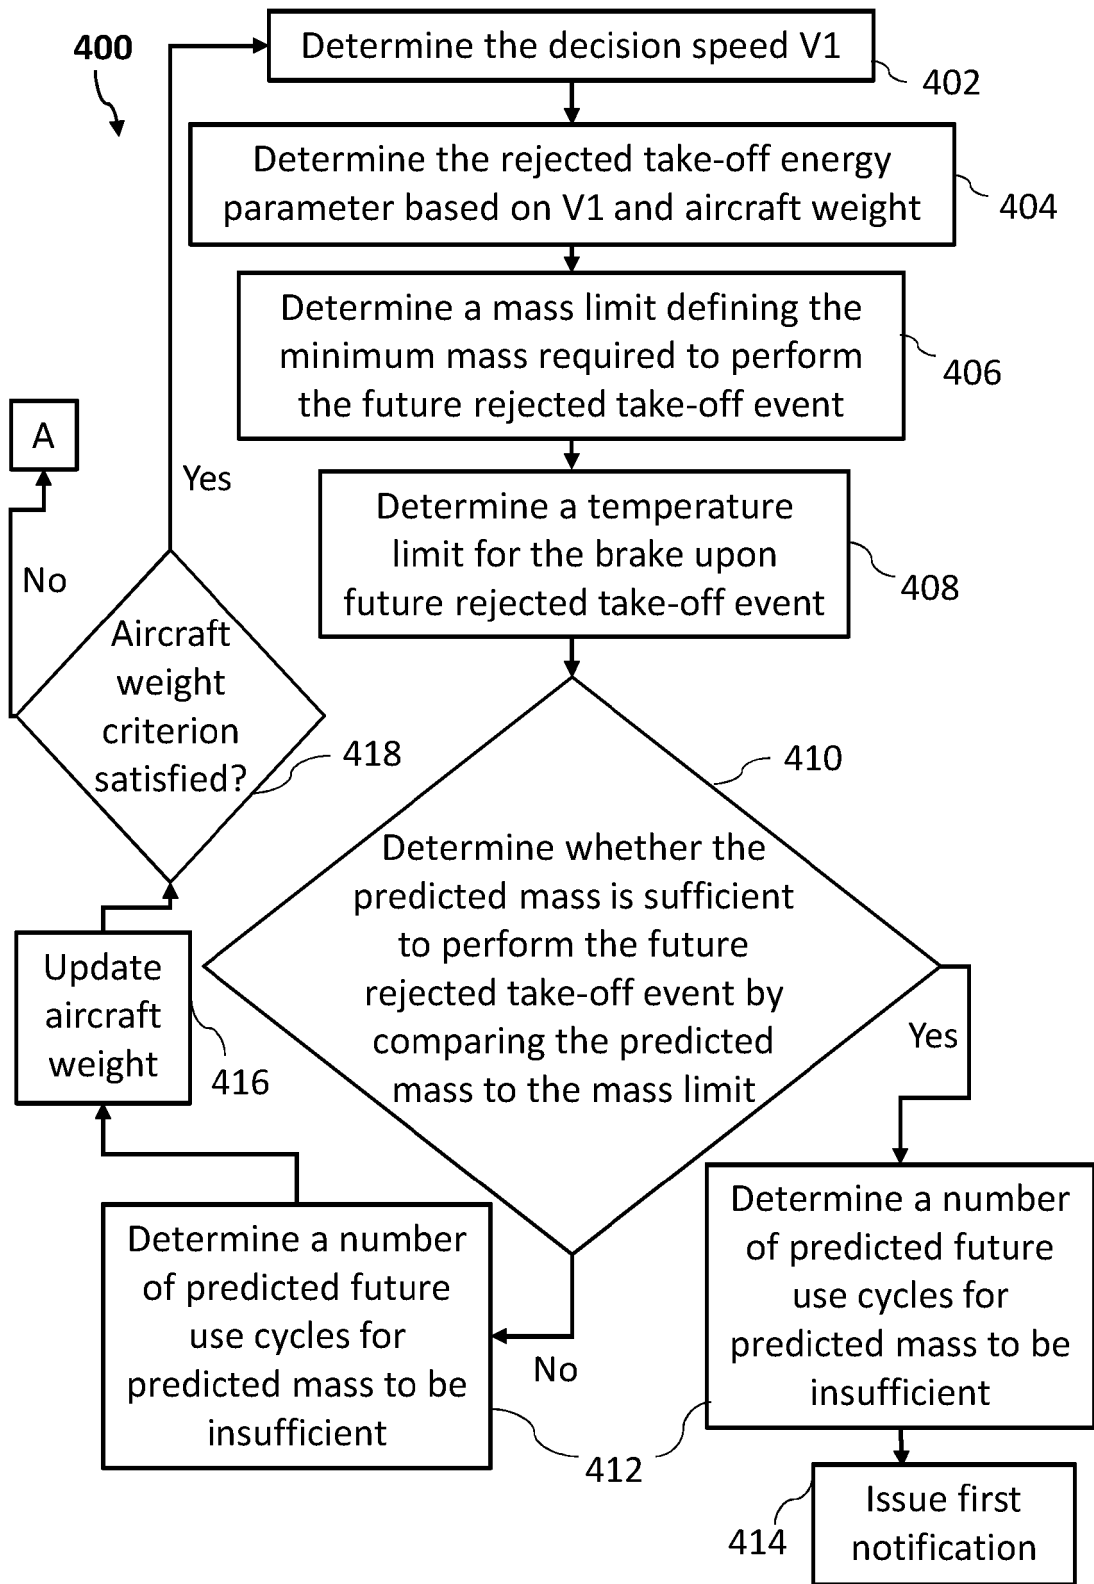 400
Determine the decision speed V1
402
Determine the rejected take-off energy
parameter based on V1 and aircraft weight
404
Determine a mass limit defining the
minimum mass required to perform
the future rejected take-off event
406
A
Yes
No
Determine a temperature
limit for the brake upon
future rejected take-off event
408
Aircraft
weight
criterion
satisfied?
418
410
Determine whether the
predicted mass is sufficient
to perform the future
rejected take-off event by
comparing the predicted
mass to the mass limit
Update
aircraft
weight
416
Yes
No
Determine a number
of predicted future
use cycles for
predicted mass to be
insufficient
Determine a number
of predicted future
use cycles for
predicted mass to be
insufficient
412
Issue first
notification
414